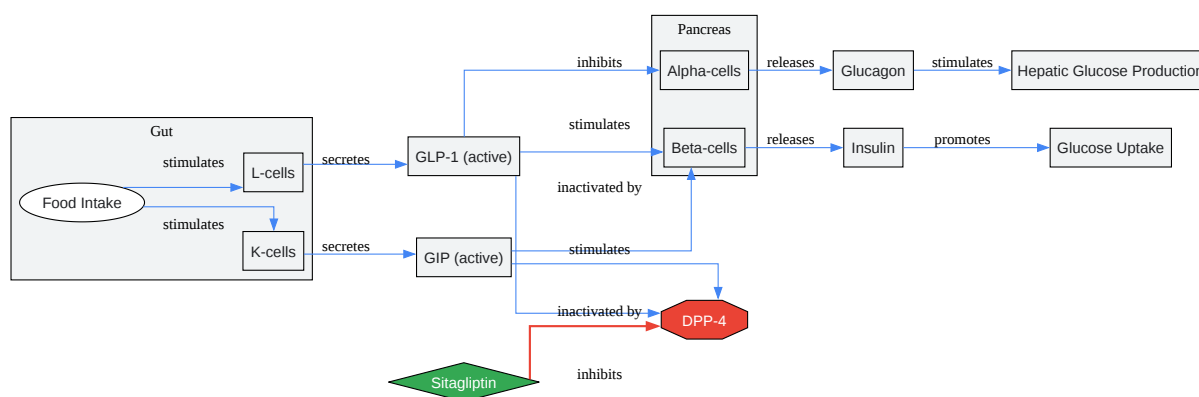 Pancreas
inhibits
Alpha-cells
releases
Glucagon
stimulates
Hepatic Glucose Production
Gut
stimulates
L-cells
secretes
GLP-1 (active)
stimulates
Beta-cells
releases
Insulin
promotes
Glucose Uptake
inactivated by
Food Intake
stimulates
K-cells
secretes
GIP (active)
stimulates
inactivated by
DPP-4
Sitagliptin
inhibits